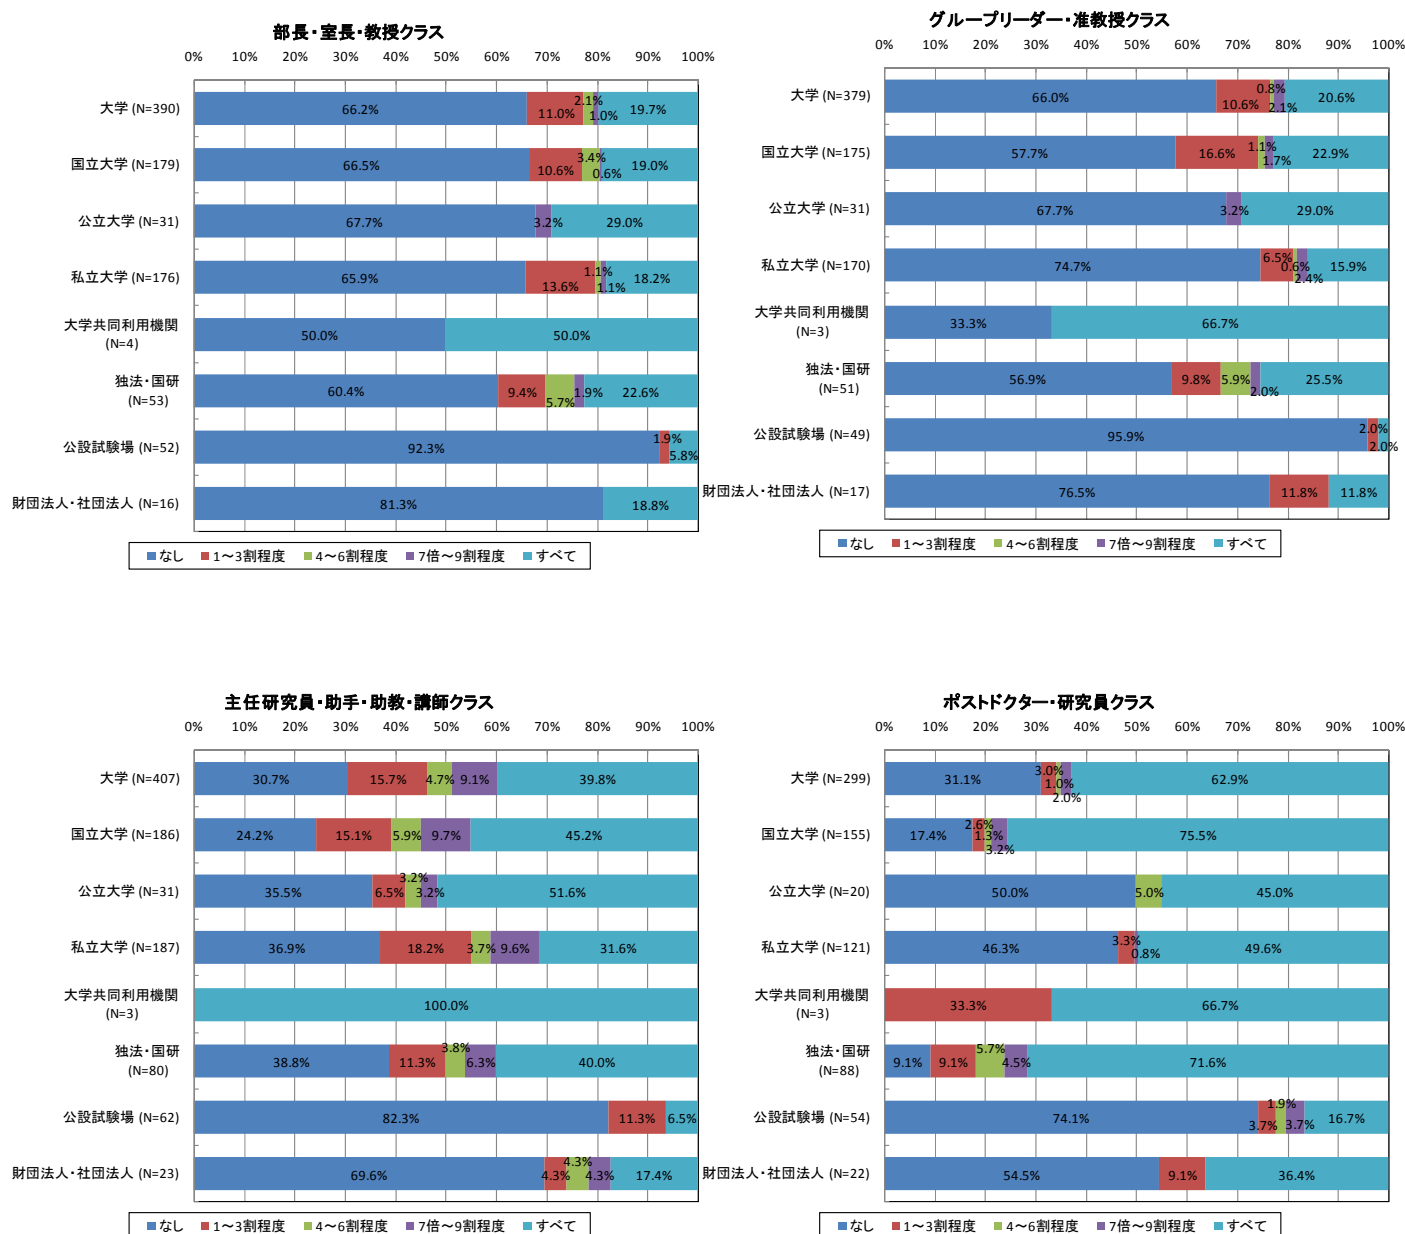 部長・室長・教授クラス
0% 10% 20% 30% 40% 50% 60% 70% 80% 90% 100%
大学 (N=390) 66.2% 11.0% 2.1% 1.0% 19.7%
国立大学 (N=179) 66.5% 10.6% 3.4% 0.6% 19.0%
公立大学 (N=31) 67.7% 3.2% 29.0%
私立大学 (N=176) 65.9% 13.6% 1.1% 1.1% 18.2%
大学共同利用機関
(N=4) 50.0% 50.0%
独法・国研
(N=53) 60.4% 9.4% 5.7% 1.9% 22.6%
公設試験場 (N=52) 92.3% 1.9% 5.8%
財団法人・社団法人 (N=16) 81.3% 18.8%
なし 1～3割程度 4～6割程度 7倍～9割程度 すべて
グループリーダー・准教授クラス
0% 10% 20% 30% 40% 50% 60% 70% 80% 90% 100%
大学 (N=379) 66.0% 10.6% 0.8% 2.1% 20.6%
国立大学 (N=175) 57.7% 16.6% 1.1% 1.7% 22.9%
公立大学 (N=31) 67.7% 3.2% 29.0%
私立大学 (N=170) 74.7% 6.5% 0.6% 2.4% 15.9%
大学共同利用機関
(N=3) 33.3% 66.7%
独法・国研
(N=51) 56.9% 9.8% 5.9% 2.0% 25.5%
公設試験場 (N=49) 95.9% 2.0% 2.0%
財団法人・社団法人 (N=17) 76.5% 11.8% 11.8%
なし 1～3割程度 4～6割程度 7倍～9割程度 すべて
主任研究員・助手・助教・講師クラス
0% 10% 20% 30% 40% 50% 60% 70% 80% 90% 100%
大学 (N=407) 30.7% 15.7% 4.7% 9.1% 39.8%
国立大学 (N=186) 24.2% 15.1% 5.9% 9.7% 45.2%
公立大学 (N=31) 35.5% 6.5% 3.2% 3.2% 51.6%
私立大学 (N=187) 36.9% 18.2% 3.7% 9.6% 31.6%
大学共同利用機関
(N=3) 100.0%
独法・国研
(N=80) 38.8% 11.3% 3.8% 6.3% 40.0%
公設試験場 (N=62) 82.3% 11.3% 6.5%
財団法人・社団法人 (N=23) 69.6% 4.3% 4.3% 4.3% 17.4%
なし 1～3割程度 4～6割程度 7倍～9割程度 すべて
ポストドクター・研究員クラス
0% 10% 20% 30% 40% 50% 60% 70% 80% 90% 100%
大学 (N=299) 31.1% 3.0% 1.0% 2.0% 62.9%
国立大学 (N=155) 17.4% 2.6% 1.3% 3.2% 75.5%
公立大学 (N=20) 50.0% 5.0% 45.0%
私立大学 (N=121) 46.3% 3.3% 0.8% 49.6%
大学共同利用機関
(N=3) 33.3% 66.7%
独法・国研
(N=88) 9.1% 9.1% 5.7% 4.5% 71.6%
公設試験場 (N=54) 74.1% 3.7% 1.9% 3.7% 16.7%
財団法人・社団法人 (N=22) 54.5% 9.1% 36.4%
なし 1～3割程度 4～6割程度 7倍～9割程度 すべて